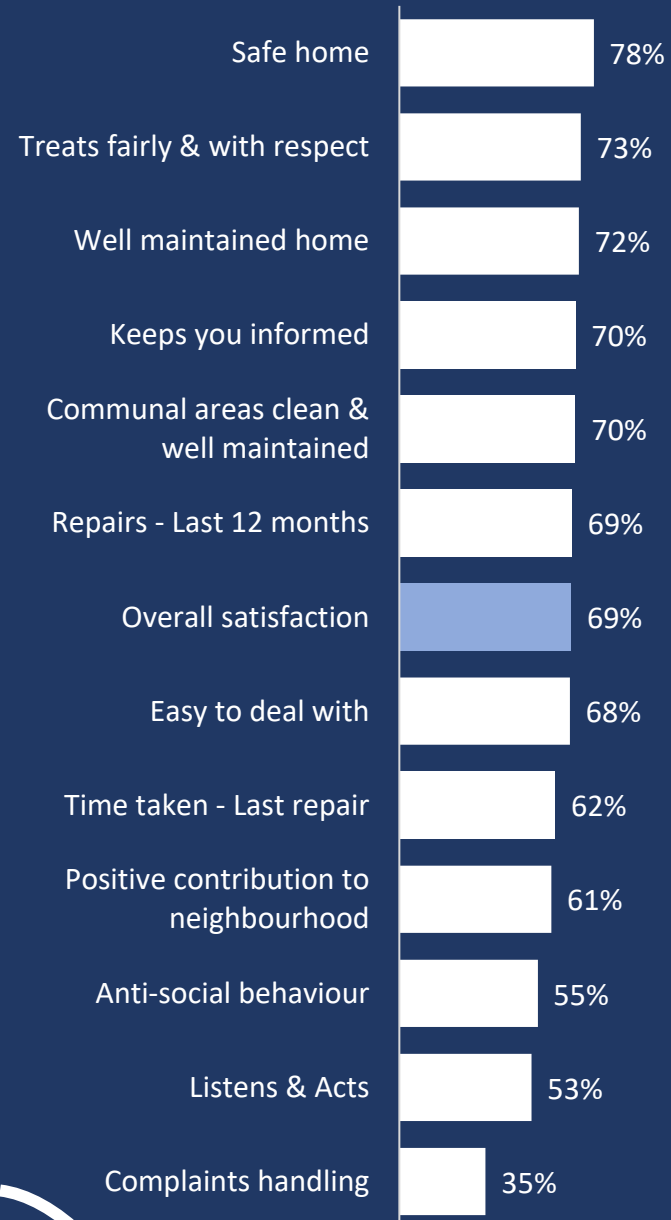 Safe home 78%
Treats fairly & with respect 73%
Well maintained home 72%
Keeps you informed 70%
Communal areas clean &
well maintained 70%
Repairs - Last 12 months 69%
Overall satisfaction 69%
Easy to deal with 68%
Time taken - Last repair 62%
Positive contribution to
neighbourhood 61%
Anti-social behaviour 55%
Listens & Acts 53%
Complaints handling 35%